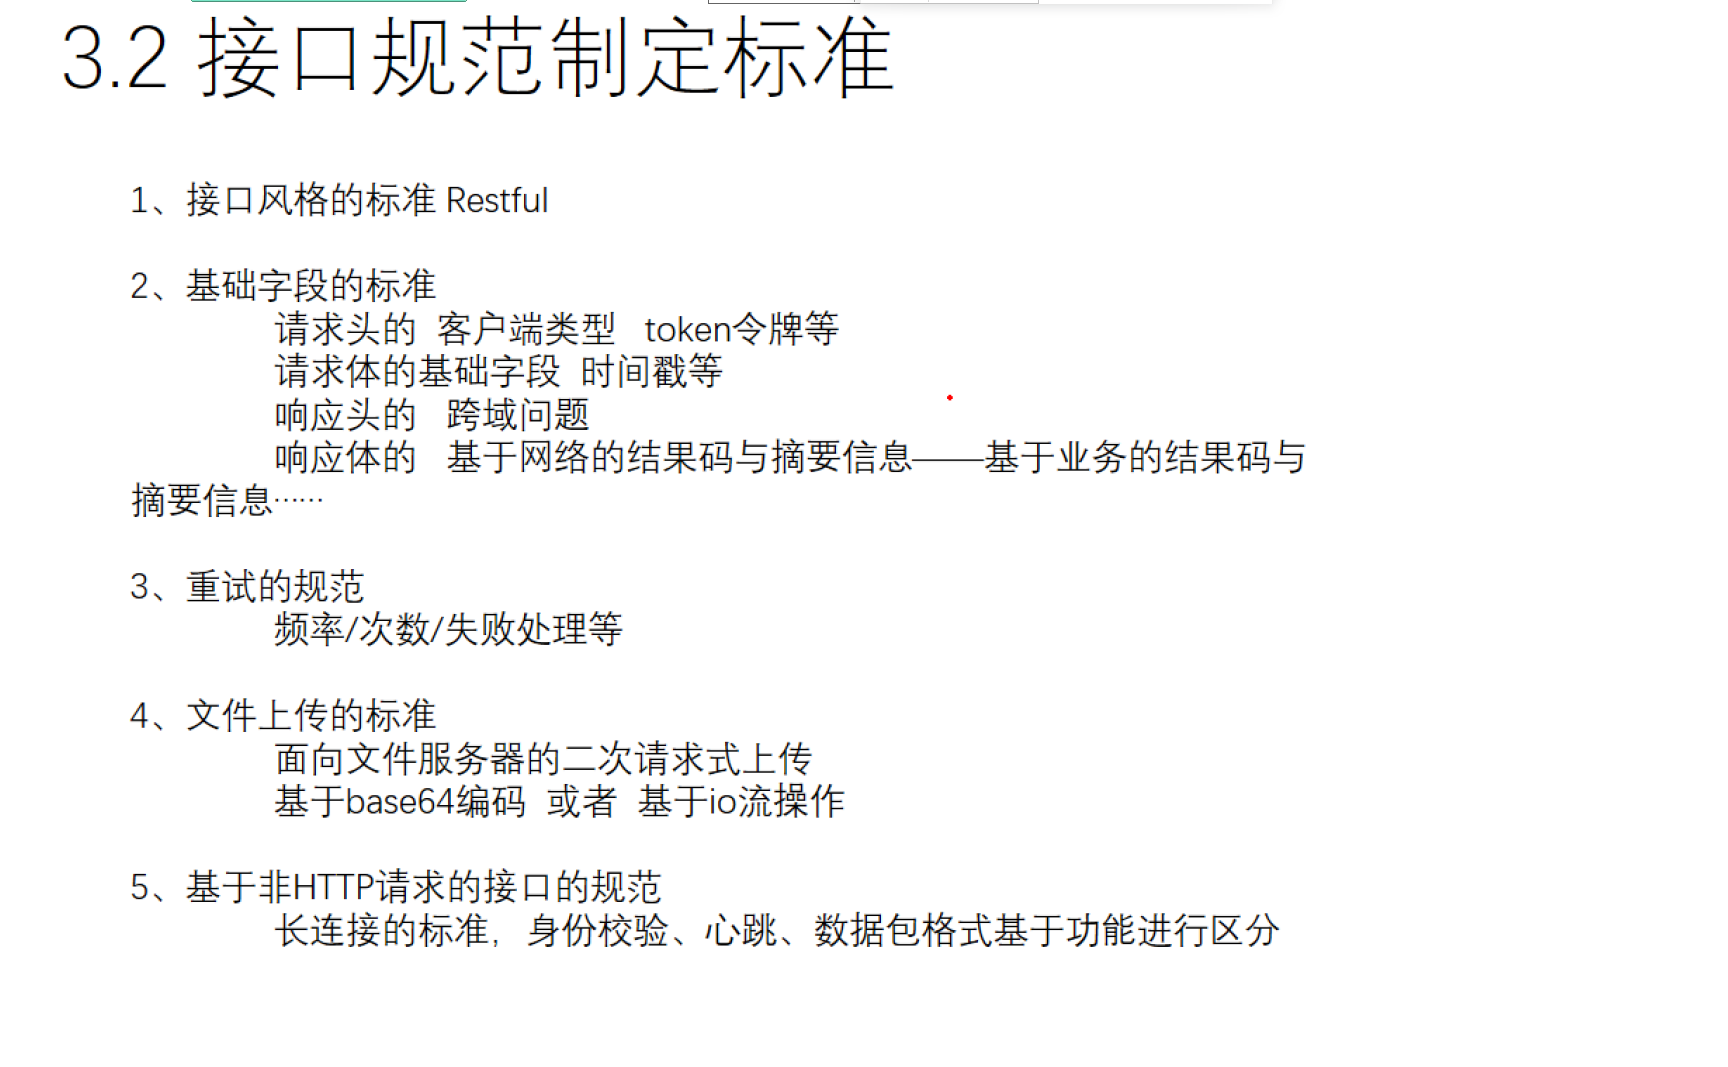 3.2 接口规范制定标准
1、接口风格的标准 Restful
2、基础字段的标准
请求头的 客户端类型 token令牌等
请求体的基础字段 时间戳等
响应头的 跨域问题
响应体的 基于网络的结果码与摘要信息——基于业务的结果码与
摘要信息……
3、重试的规范
频率/次数/失败处理等
4、文件上传的标准
面向文件服务器的二次请求式上传
基于base64编码 或者 基于io流操作
5、基于非HTTP请求的接口的规范
长连接的标准，身份校验、心跳、数据包格式基于功能进行区分